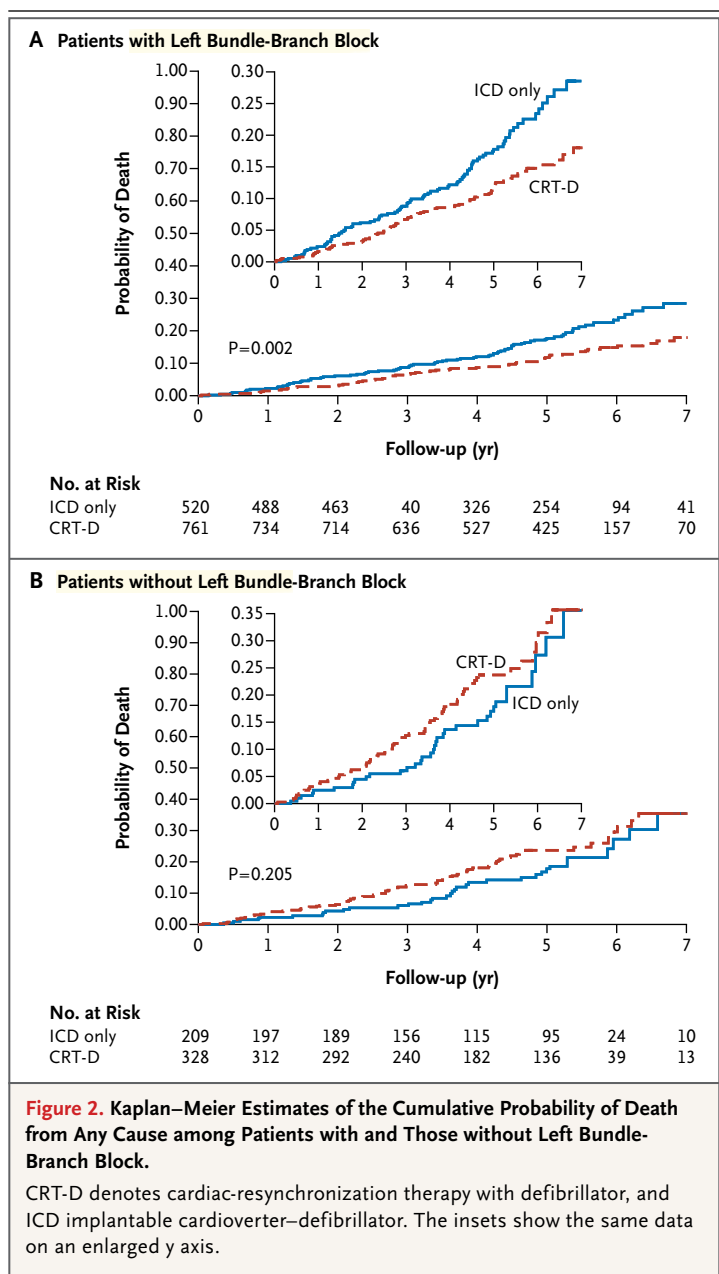 A Patients with Left Bundle-Branch Block
1.00
0.90
0.80
0.70
0.60
0.50
0.40
0.30
0.20
0.10
0.00
Probability of Death
0.30
0.25
0.20
0.15
0.10
0.05
0.00
0 1 2 3 4 5 6 7
ICD only
CRT-D
P=0.002
0 1 2 3 4 5 6 7
Follow-up (yr)
No. at Risk
ICD only 520 488 463 40 326 254 94 41
CRT-D 761 734 714 636 527 425 157 70
B Patients without Left Bundle-Branch Block
1.00
0.90
0.80
0.70
0.60
0.50
0.40
0.30
0.20
0.10
0.00
Probability of Death
0.35
0.30
0.25
0.20
0.15
0.10
0.05
0.00
0 1 2 3 4 5 6 7
CRT-D
ICD only
P=0.205
0 1 2 3 4 5 6 7
Follow-up (yr)
No. at Risk
ICD only 209 197 189 156 115 95 24 10
CRT-D 328 312 292 240 182 136 39 13
Figure 2. Kaplan–Meier Estimates of the Cumulative Probability of Death
from Any Cause among Patients with and Those without Left Bundle-
Branch Block.
CRT-D denotes cardiac-resynchronization therapy with defibrillator, and
ICD implantable cardioverter–defibrillator. The insets show the same data
on an enlarged y axis.